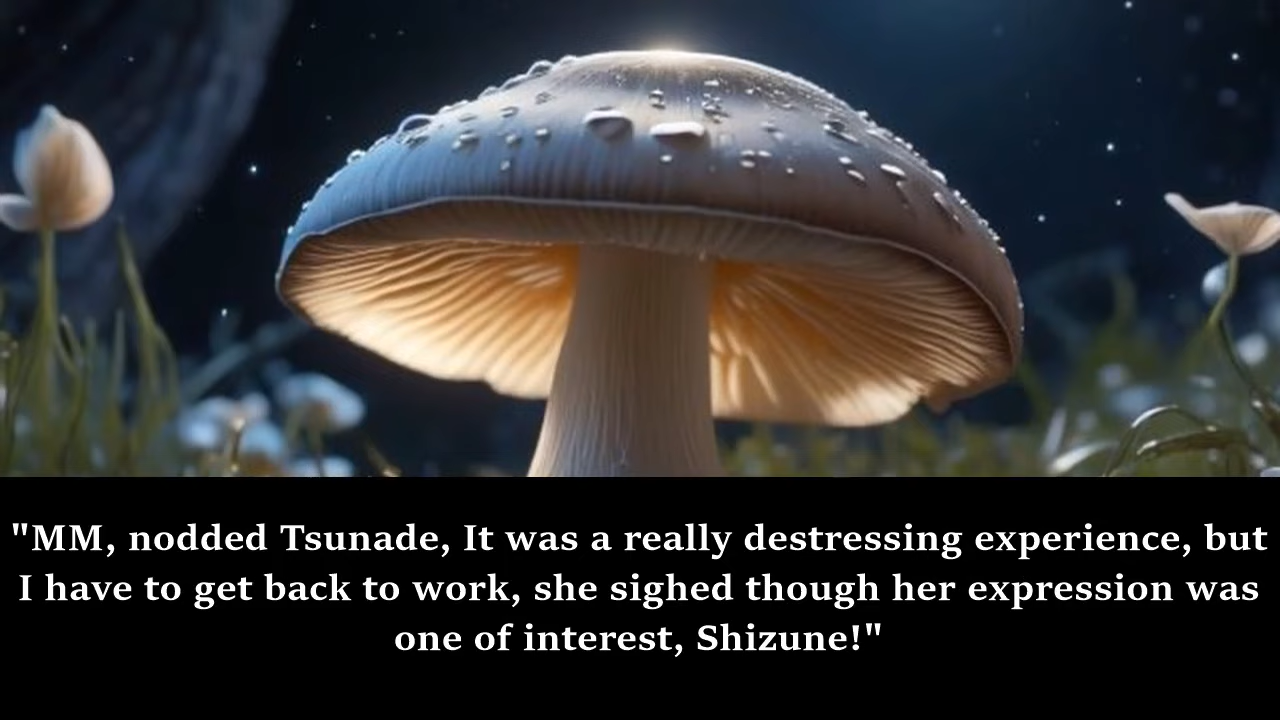 "MM, nodded Tsunade, It was a really destressing experience, but
I have to get back to work, she sighed though her expression was
one of interest, Shizune!"